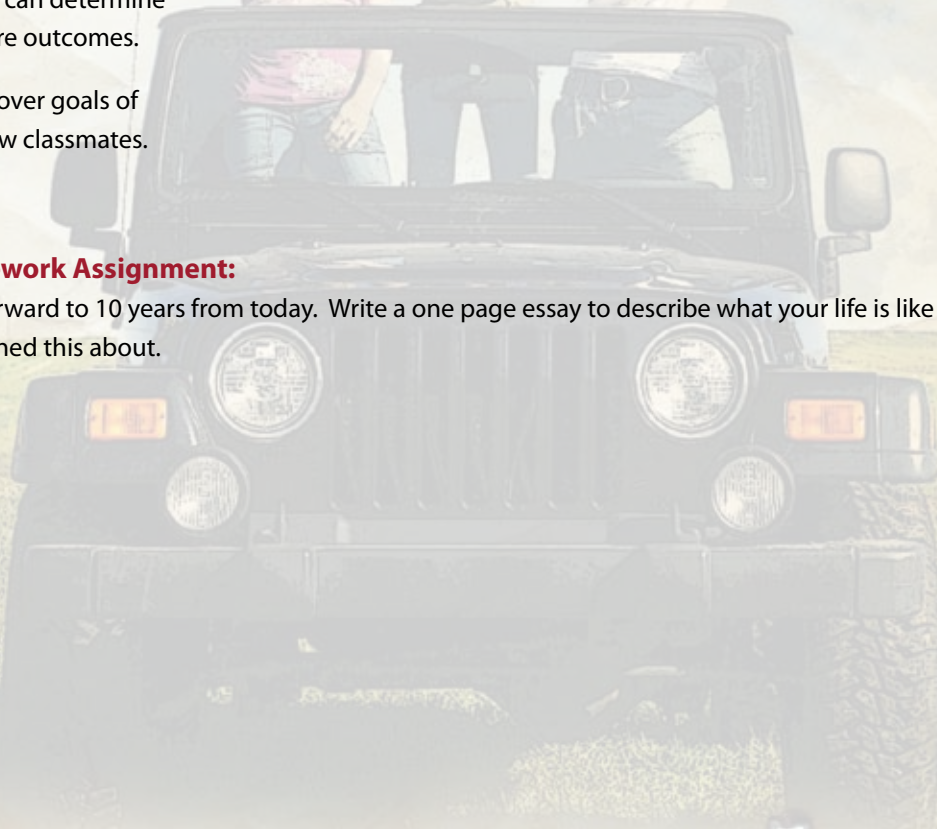 can determine
re outcomes.
over goals of
w classmates.
work Assignment:
rward to 10 years from today.  Write a one page essay to describe what your life is like
ned this about.